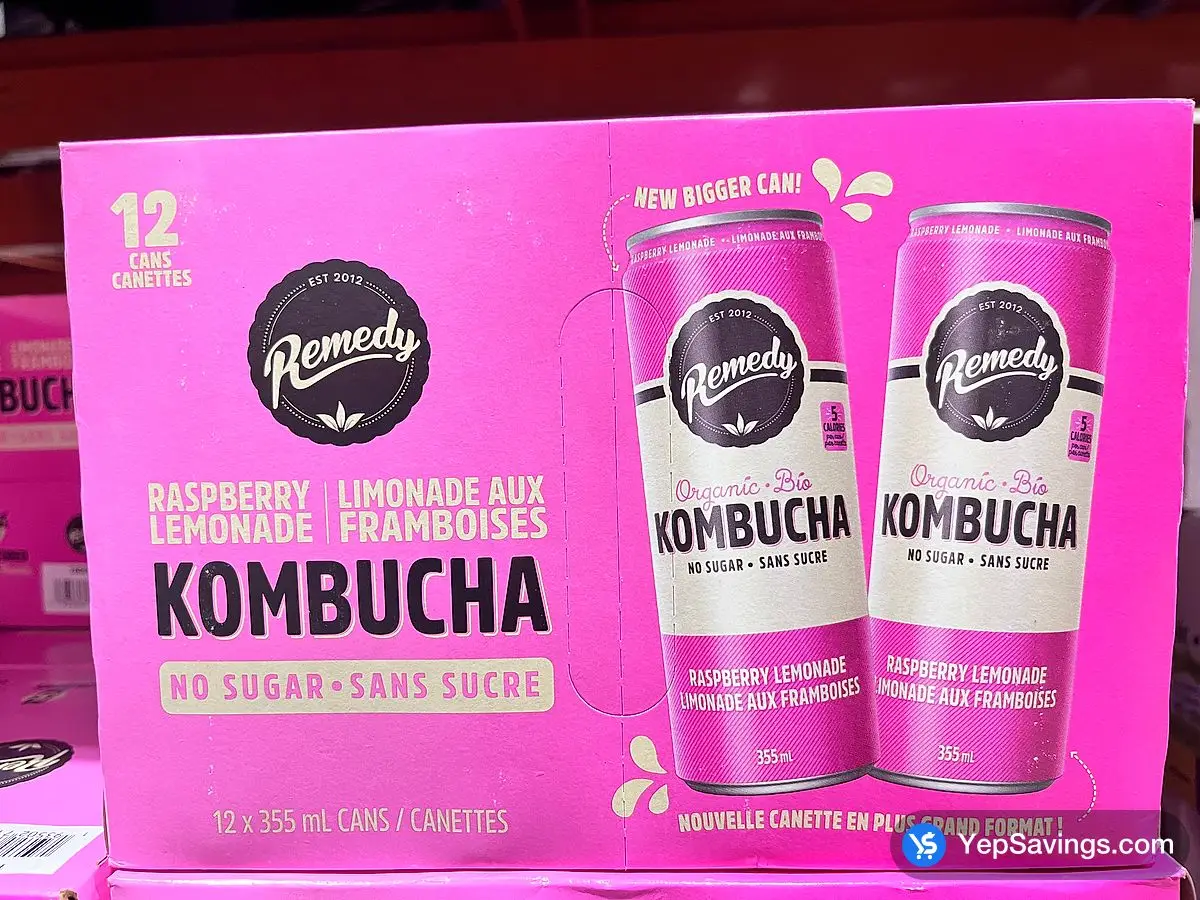 12
CANS
CANETTES
EST 2012
Remedy
RASPBERRY
LEMONADE
LIMONADE AUX
FRAMBOISES
KOMBUCHA
NO SUGAR • SANS SUCRE
12 x 355 mL CANS / CANETTES
NEW BIGGER CAN!
RASPBERRY LEMONADE • LIMONADE AUX
EST 2012
Remedy
5
CALORIES
Organic • Bio
KOMBUCHA
NO SUGAR • SANS SUCRE
RASPBERRY LEMONADE
LIMONADE AUX FRAMBOISES
355 mL
RASPBERRY LEMONADE • LIMONADE AUX
EST 2012
Remedy
5
CALORIES
Organic • Bio
KOMBUCHA
NO SUGAR • SANS SUCRE
RASPBERRY LEMONADE
LIMONADE AUX FRAMBOISES
355 mL
NOUVELLE CANETTE EN PLUS GRAND FORMAT !
YepSavings.com